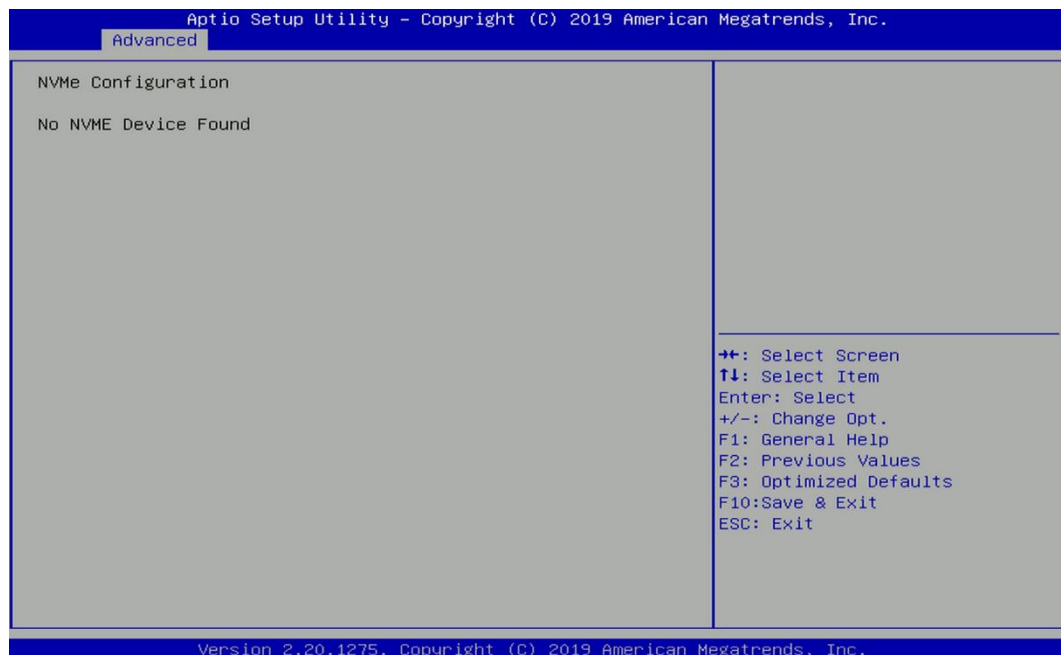 Aptio Setup Utility – Copyright (C) 2019 American Megatrends, Inc.
Advanced
NVMe Configuration
No NVME Device Found
→←: Select Screen
↑↓: Select Item
Enter: Select
+/-: Change Opt.
F1: General Help
F2: Previous Values
F3: Optimized Defaults
F10:Save & Exit
ESC: Exit
Version 2.20.1275. Copyright (C) 2019 American Megatrends, Inc.